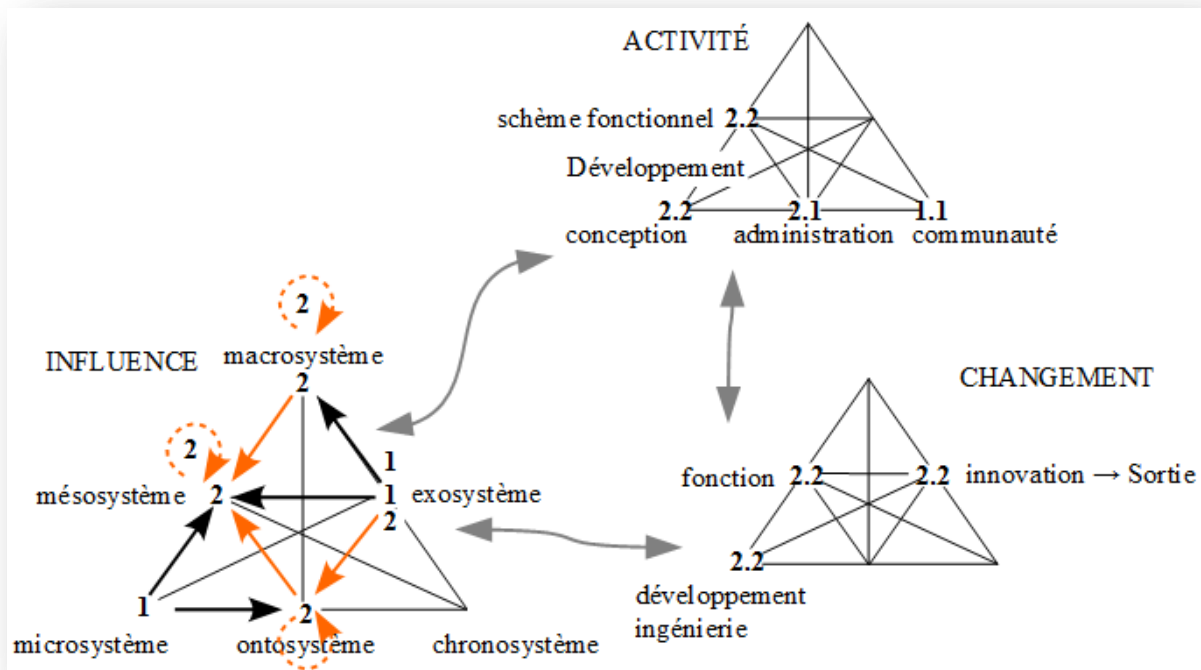 ACTIVITÉ
schème fonctionnel 2.2
Développement
2.2 2.1 1.1
conception administration communauté
2
INFLUENCE macrosystème
2
CHANGEMENT
2
1
mésosystème 2 1 exosystème
2
fonction 2.2 2.2 innovation → Sortie
2.2
développement
ingénierie
1 2
microsystème ontosystème chronosystème